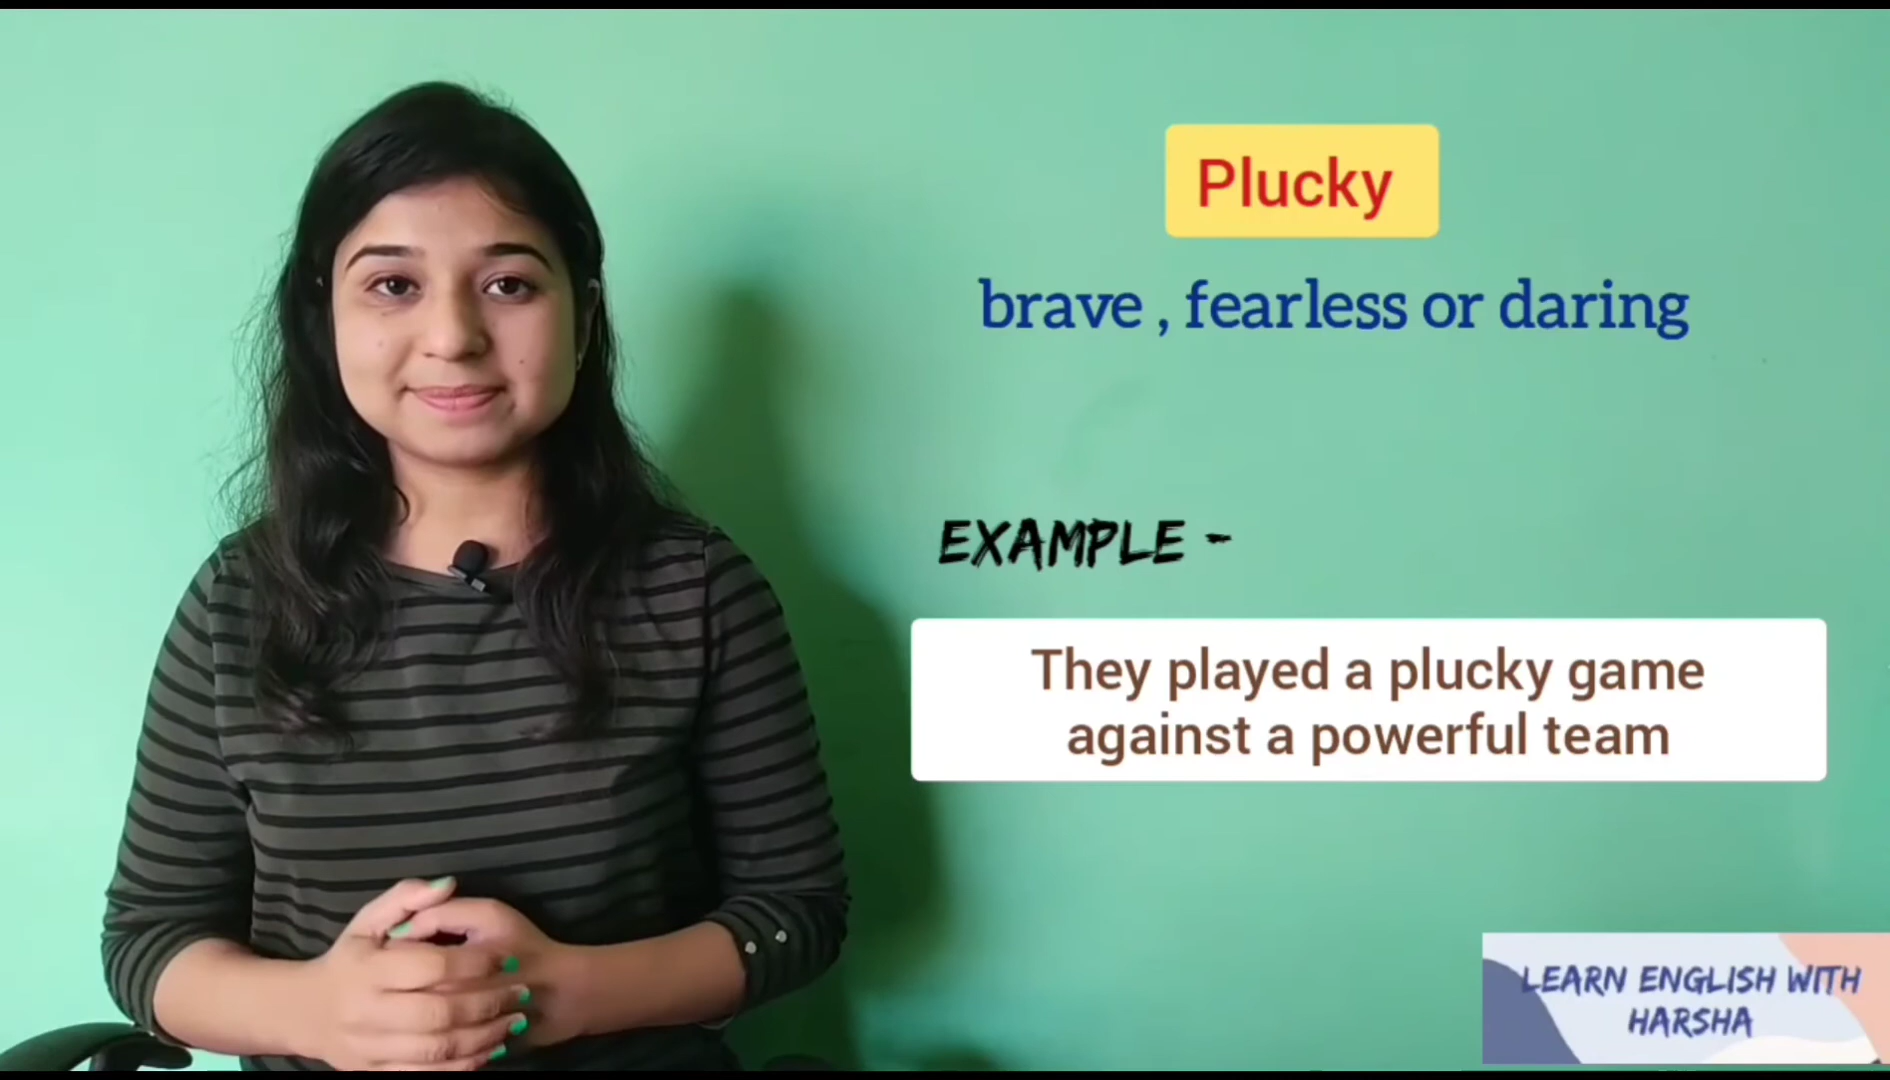 Plucky
brave , fearless or daring
EXAMPLE -
They played a plucky game
against a powerful team
LEARN ENGLISH WITH
HARSHA